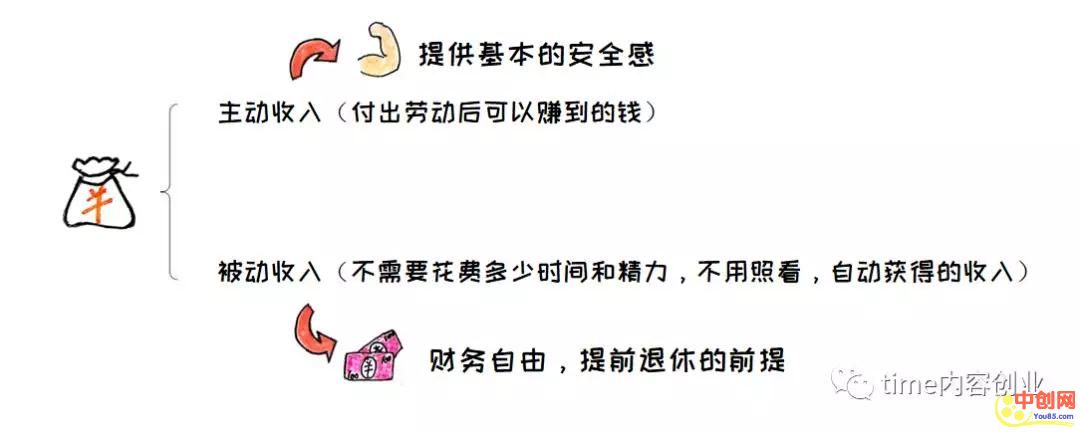 提供基本的安全感
主动收入（付出劳动后可以赚到的钱）
被动收入（不需要花费多少时间和精力，不用照看，自动获得的收入）
财务自由，提前退休的前提
time内容创业
中创网
You85.com